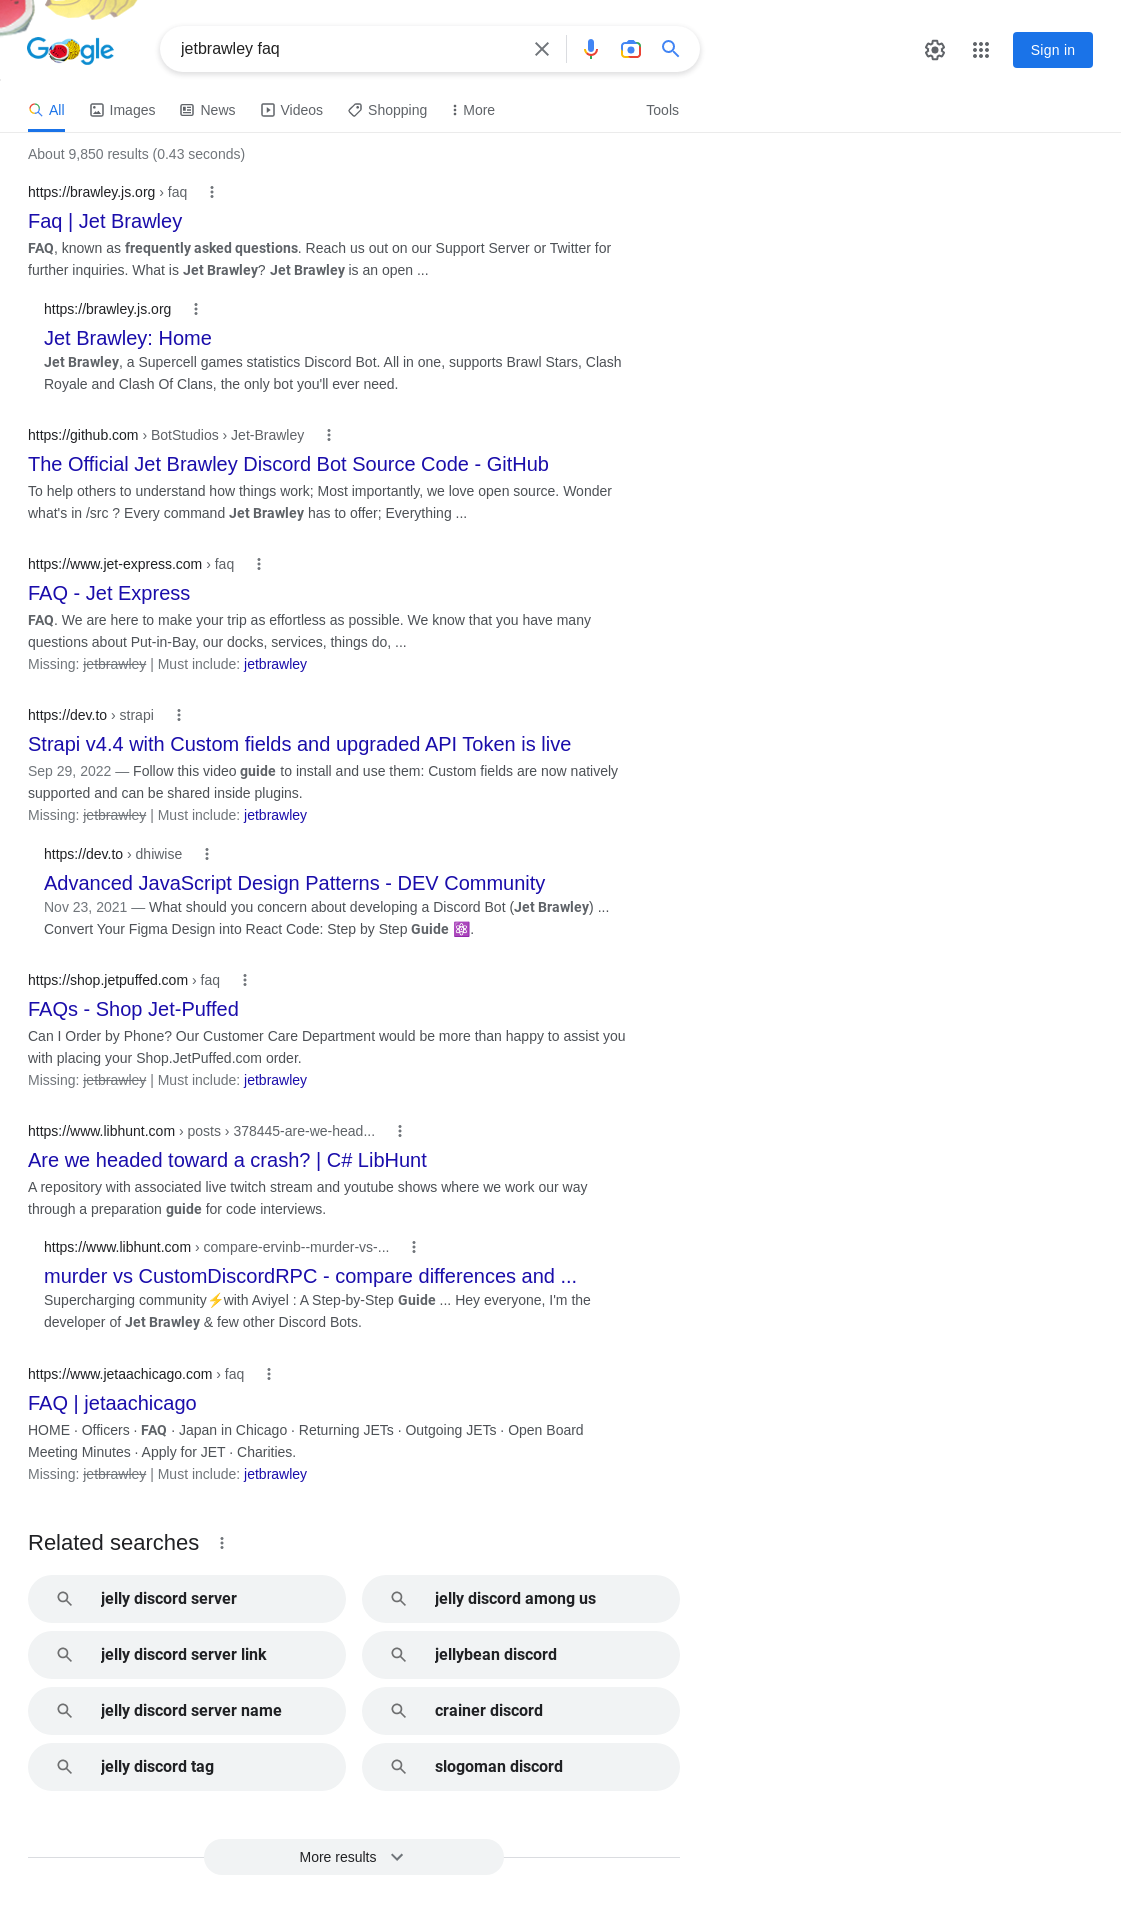 Google
jetbrawley faq
Sign in
All Images News Videos Shopping More Tools
About 9,850 results (0.43 seconds)
https://brawley.js.org › faq
Faq | Jet Brawley
FAQ, known as frequently asked questions. Reach us out on our Support Server or Twitter for
further inquiries. What is Jet Brawley? Jet Brawley is an open ...
https://brawley.js.org
Jet Brawley: Home
Jet Brawley, a Supercell games statistics Discord Bot. All in one, supports Brawl Stars, Clash
Royale and Clash Of Clans, the only bot you'll ever need.
https://github.com › BotStudios › Jet-Brawley
The Official Jet Brawley Discord Bot Source Code - GitHub
To help others to understand how things work; Most importantly, we love open source. Wonder
what's in /src ? Every command Jet Brawley has to offer; Everything ...
https://www.jet-express.com › faq
FAQ - Jet Express
FAQ. We are here to make your trip as effortless as possible. We know that you have many
questions about Put-in-Bay, our docks, services, things do, ...
Missing: jetbrawley | Must include: jetbrawley
https://dev.to › strapi
Strapi v4.4 with Custom fields and upgraded API Token is live
Sep 29, 2022 — Follow this video guide to install and use them: Custom fields are now natively
supported and can be shared inside plugins.
Missing: jetbrawley | Must include: jetbrawley
https://dev.to › dhiwise
Advanced JavaScript Design Patterns - DEV Community
Nov 23, 2021 — What should you concern about developing a Discord Bot (Jet Brawley) ...
Convert Your Figma Design into React Code: Step by Step Guide ⚛️.
https://shop.jetpuffed.com › faq
FAQs - Shop Jet-Puffed
Can I Order by Phone? Our Customer Care Department would be more than happy to assist you
with placing your Shop.JetPuffed.com order.
Missing: jetbrawley | Must include: jetbrawley
https://www.libhunt.com › posts › 378445-are-we-head...
Are we headed toward a crash? | C# LibHunt
A repository with associated live twitch stream and youtube shows where we work our way
through a preparation guide for code interviews.
https://www.libhunt.com › compare-ervinb--murder-vs-...
murder vs CustomDiscordRPC - compare differences and ...
Supercharging community⚡with Aviyel : A Step-by-Step Guide ... Hey everyone, I'm the
developer of Jet Brawley & few other Discord Bots.
https://www.jetaachicago.com › faq
FAQ | jetaachicago
HOME · Officers · FAQ · Japan in Chicago · Returning JETs · Outgoing JETs · Open Board
Meeting Minutes · Apply for JET · Charities.
Missing: jetbrawley | Must include: jetbrawley
Related searches
jelly discord server
jelly discord among us
jelly discord server link
jellybean discord
jelly discord server name
crainer discord
jelly discord tag
slogoman discord
More results